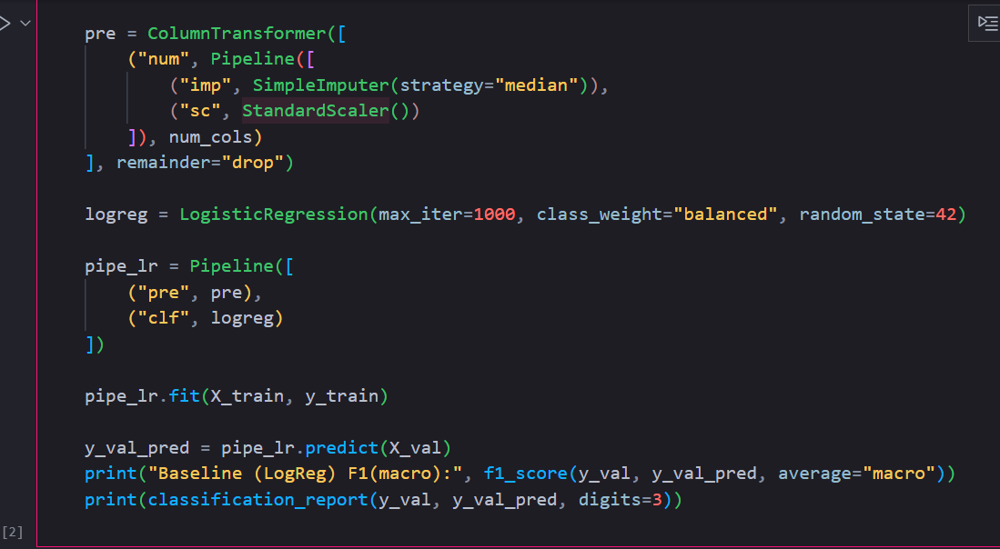 pre = ColumnTransformer([
    ("num", Pipeline([
        ("imp", SimpleImputer(strategy="median")),
        ("sc", StandardScaler())
    ]), num_cols)
], remainder="drop")
logreg = LogisticRegression(max_iter=1000, class_weight="balanced", random_state=42)
pipe_lr = Pipeline([
    ("pre", pre),
    ("clf", logreg)
])
pipe_lr.fit(X_train, y_train)
y_val_pred = pipe_lr.predict(X_val)
print("Baseline (LogReg) F1(macro):", f1_score(y_val, y_val_pred, average="macro"))
print(classification_report(y_val, y_val_pred, digits=3))
[2]